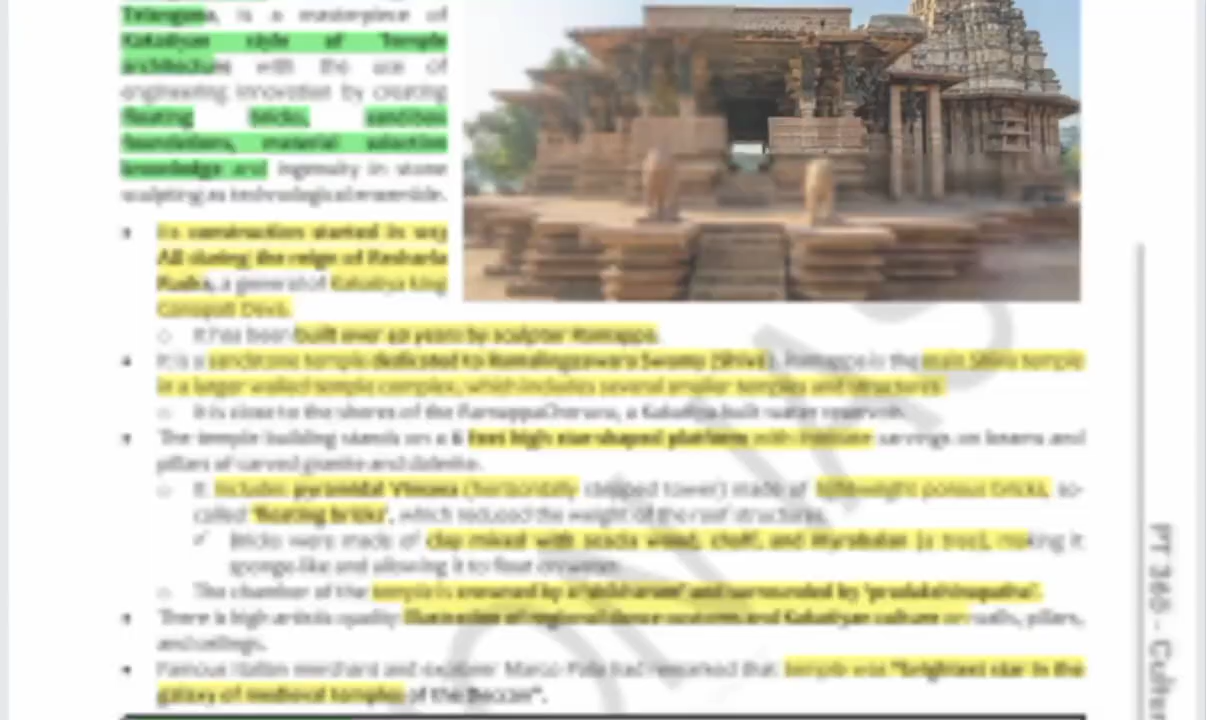 Telangana, is a masterpiece of
Kakatiyan style of Temple
architecture with the use of
engineering innovation by creating
floating bricks, sandbox
foundations, material selection
knowledge and ingenuity in stone
sculpting as technological ensemble.
• Its construction started in 1213
AD during the reign of Recharla
Rudra, a general of Kakatiya king
Ganapati Deva.
○ It has been built over 40 years by sculptor Ramappa.
• It is a sandstone temple dedicated to Ramalingeswara Swamy (Shiva). Ramappa is the main Shiva temple
in a larger walled temple complex, which includes several smaller temples and structures.
○ It is close to the shores of the Ramappa Cheruvu, a Kakatiya-built water reservoir.
• The temple building stands on a 6 feet high star-shaped platform with intricate carvings on beams and
pillars of carved granite and dolerite.
○ It includes pyramidal Vimana (horizontally stepped tower) made of lightweight porous bricks, so-
called 'floating bricks', which reduced the weight of the roof structures.
✓ Bricks were made of clay mixed with acacia wood, chaff, and myrobalan (a tree), making it
sponge-like and allowing it to float on water.
○ The chamber of the temple is crowned by a 'shikharam' and surrounded by 'pradakshinapatha'.
• There is high artistic quality illustration of regional dance customs and Kakatiyan culture on walls, pillars,
and ceilings.
• Famous Italian merchant and explorer Marco Polo had remarked that temple was "brightest star in the
galaxy of medieval temples of the Deccan".
PT 360 - Cultu